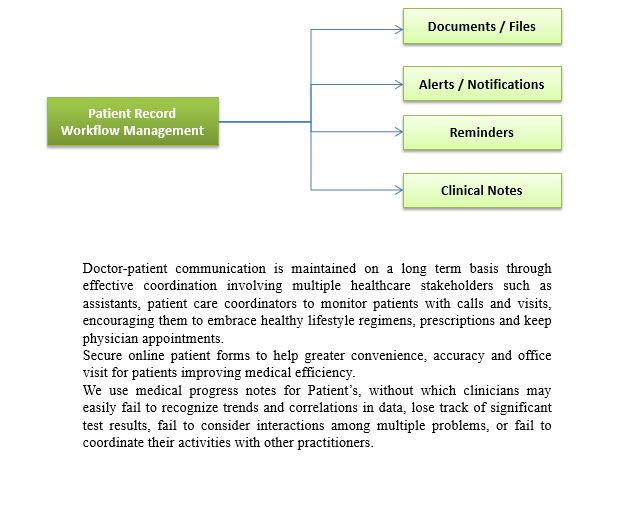 Documents / Files
Alerts / Notifications
Patient Record
Workflow Management
Reminders
Clinical Notes
Doctor-patient communication is maintained on a long term basis through
effective coordination involving multiple healthcare stakeholders such as
assistants, patient care coordinators to monitor patients with calls and visits,
encouraging them to embrace healthy lifestyle regimens, prescriptions and keep
physician appointments.
Secure online patient forms to help greater convenience, accuracy and office
visit for patients improving medical efficiency.
We use medical progress notes for Patient's, without which clinicians may
easily fail to recognize trends and correlations in data, lose track of significant
test results, fail to consider interactions among multiple problems, or fail to
coordinate their activities with other practitioners.